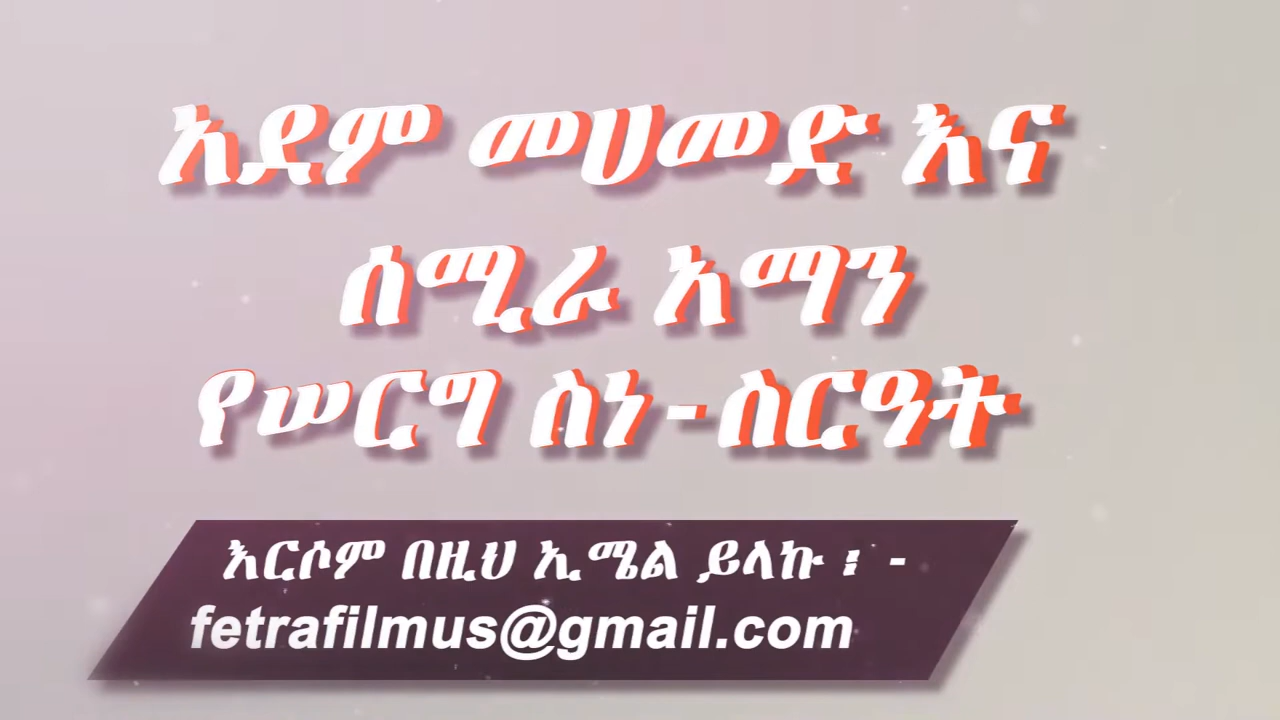 አደም መሀመድ እና
ሰሚራ አማን
የሠርግ ስነ-ስርዓት
እርሶም በዚህ ኢሜል ይላኩ ፤ -
fetrafilmus@gmail.com